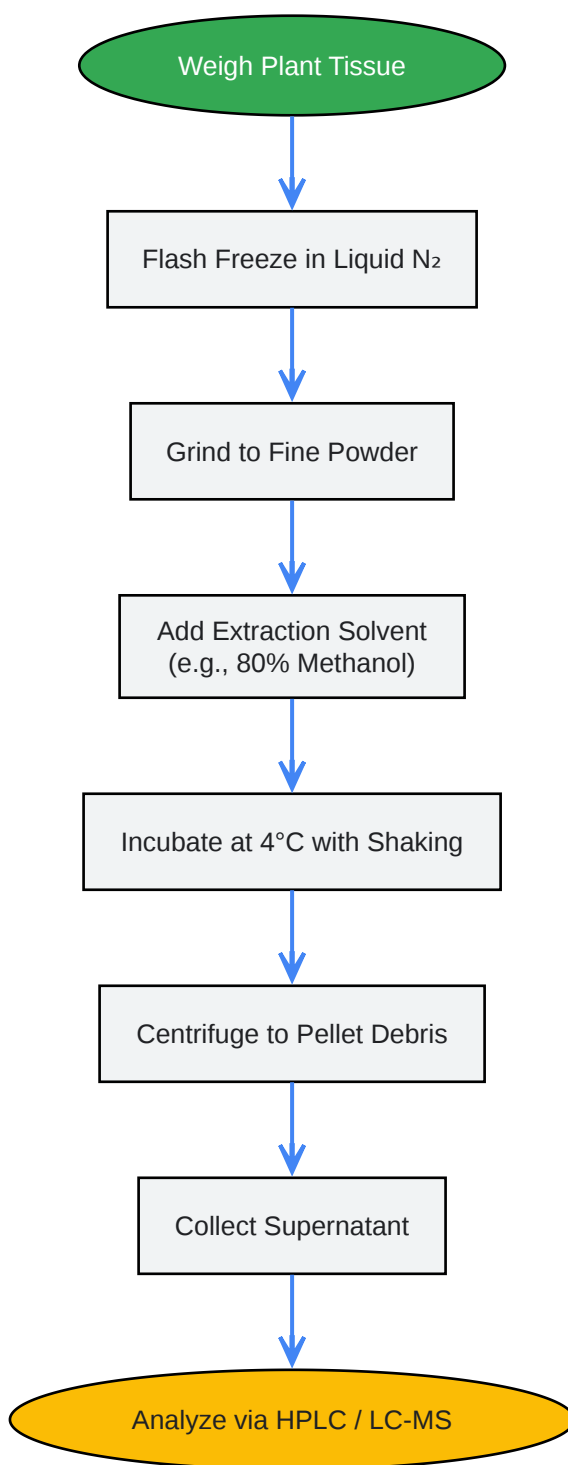 Weigh Plant Tissue
Flash Freeze in Liquid N₂
Grind to Fine Powder
Add Extraction Solvent
(e.g., 80% Methanol)
Incubate at 4°C with Shaking
Centrifuge to Pellet Debris
Collect Supernatant
Analyze via HPLC / LC-MS